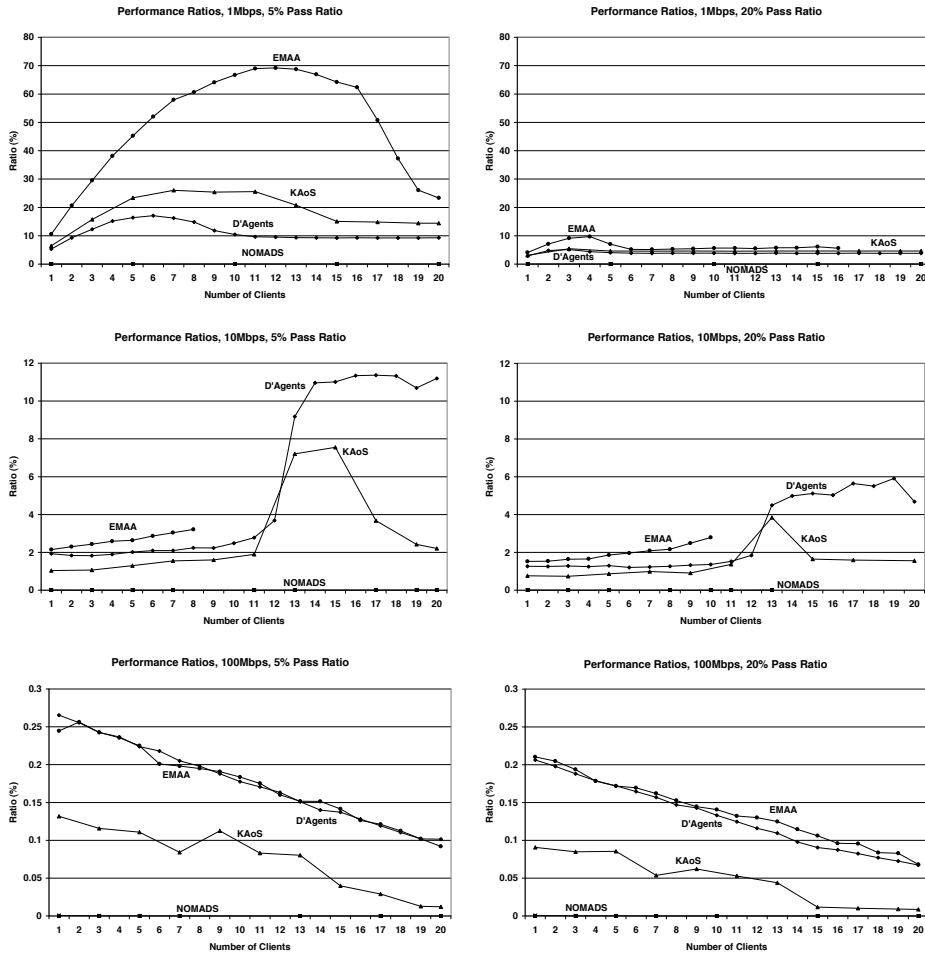 Performance Ratios, 1Mbps, 5% Pass Ratio
80
70
60
50
40
30
20
10
0
Ratio (%)
EMAA
KAoS
D'Agents
NOMADS
1 2 3 4 5 6 7 8 9 10 11 12 13 14 15 16 17 18 19 20
Number of Clients
Performance Ratios, 1Mbps, 20% Pass Ratio
80
70
60
50
40
30
20
10
0
Ratio (%)
EMAA
KAoS
D'Agents
NOMADS
1 2 3 4 5 6 7 8 9 10 11 12 13 14 15 16 17 18 19 20
Number of Clients
Performance Ratios, 10Mbps, 5% Pass Ratio
12
10
8
6
4
2
0
Ratio (%)
D'Agents
KAoS
EMAA
NOMADS
1 2 3 4 5 6 7 8 9 10 11 12 13 14 15 16 17 18 19 20
Number of Clients
Performance Ratios, 10Mbps, 20% Pass Ratio
12
10
8
6
4
2
0
Ratio (%)
D'Agents
EMAA
KAoS
NOMADS
1 2 3 4 5 6 7 8 9 10 11 12 13 14 15 16 17 18 19 20
Number of Clients
Performance Ratios, 100Mbps, 5% Pass Ratio
0.3
0.25
0.2
0.15
0.1
0.05
0
Ratio (%)
EMAA
D'Agents
KAoS
NOMADS
1 2 3 4 5 6 7 8 9 10 11 12 13 14 15 16 17 18 19 20
Number of Clients
Performance Ratios, 100Mbps, 20% Pass Ratio
0.3
0.25
0.2
0.15
0.1
0.05
0
Ratio (%)
EMAA
D'Agents
KAoS
NOMADS
1 2 3 4 5 6 7 8 9 10 11 12 13 14 15 16 17 18 19 20
Number of Clients